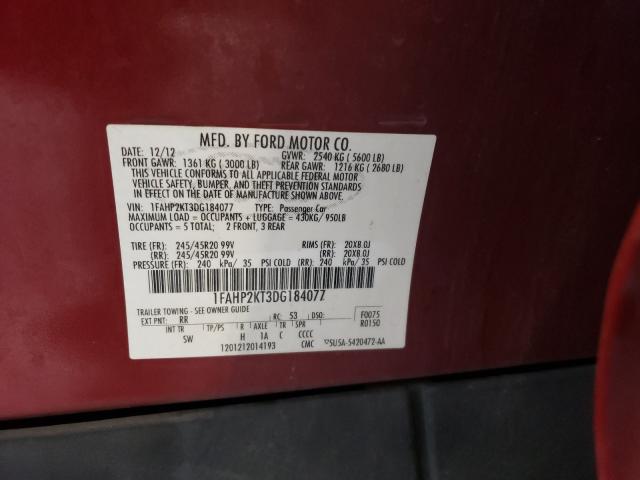 MFD. BY FORD MOTOR CO.
DATE: 12/12 GVWR: 2540 KG ( 5600 LB)
FRONT GAWR: 1361 KG ( 3000 LB) REAR GAWR: 1216 KG ( 2680 LB)
THIS VEHICLE CONFORMS TO ALL APPLICABLE FEDERAL MOTOR
VEHICLE SAFETY, BUMPER, AND THEFT PREVENTION STANDARDS
IN EFFECT ON THE DATE OF MANUFACTURE SHOWN ABOVE.
VIN: 1FAHP2KT3DG184077 TYPE: Passenger Car
MAXIMUM LOAD = OCCUPANTS + LUGGAGE = 430KG/ 950LB
OCCUPANTS = 5 TOTAL; 2 FRONT, 3 REAR
TIRE (FR): 245/45R20 99V RIMS (FR): 20X8.0J
(RR): 245/45R20 99V (RR): 20X8.0J
PRESSURE (FR): 240 kPa/ 35 PSI COLD (RR): 240 kPa/ 35 PSI COLD
1FAHP2KT3DG184077
TRAILER TOWING - SEE OWNER GUIDE
EXT PNT: RR RC: 53 DSO: F0075
R0150
INT TR TP/PS R AXLE TR SPR
SW H 1A C CCCC
1201212014193 CMC ▽5U5A-5420472-AA